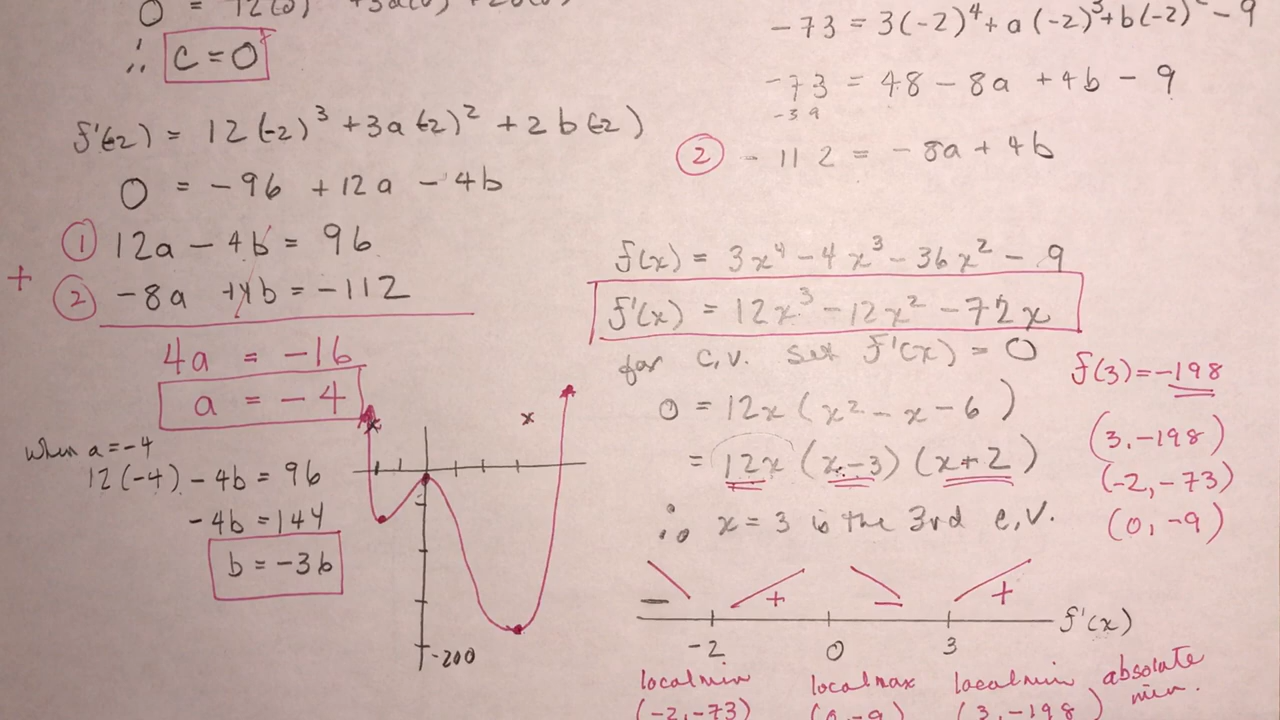 0 = 12(0) +3a(0)
∴ C = 0
f'(-2) = 12(-2)³ + 3a(-2)² + 2b(-2)
0 = -96 + 12a - 4b
① 12a - 4b = 96
+ ② -8a + 4b = -112
4a = -16
a = -4
when a = -4
12(-4) - 4b = 96
-4b = 144
b = -36
-200
-73 = 3(-2)⁴ + a(-2)³ + b(-2)² - 9
-73 = 48 - 8a + 4b - 9
-39
② -112 = -8a + 4b
f(x) = 3x⁴ - 4x³ - 36x² - 9
f'(x) = 12x³ - 12x² - 72x
for c.v. set f'(x) = 0
0 = 12x(x² - x - 6)
= 12x(x-3)(x+2)
∴ x = 3 is the 3rd c.v.
f(3) = -198
(3, -198)
(-2, -73)
(0, -9)
- + - +
-2 0 3 f'(x)
local min local max local min absolute min.
(-2, -73) (0, -9) (3, -198)